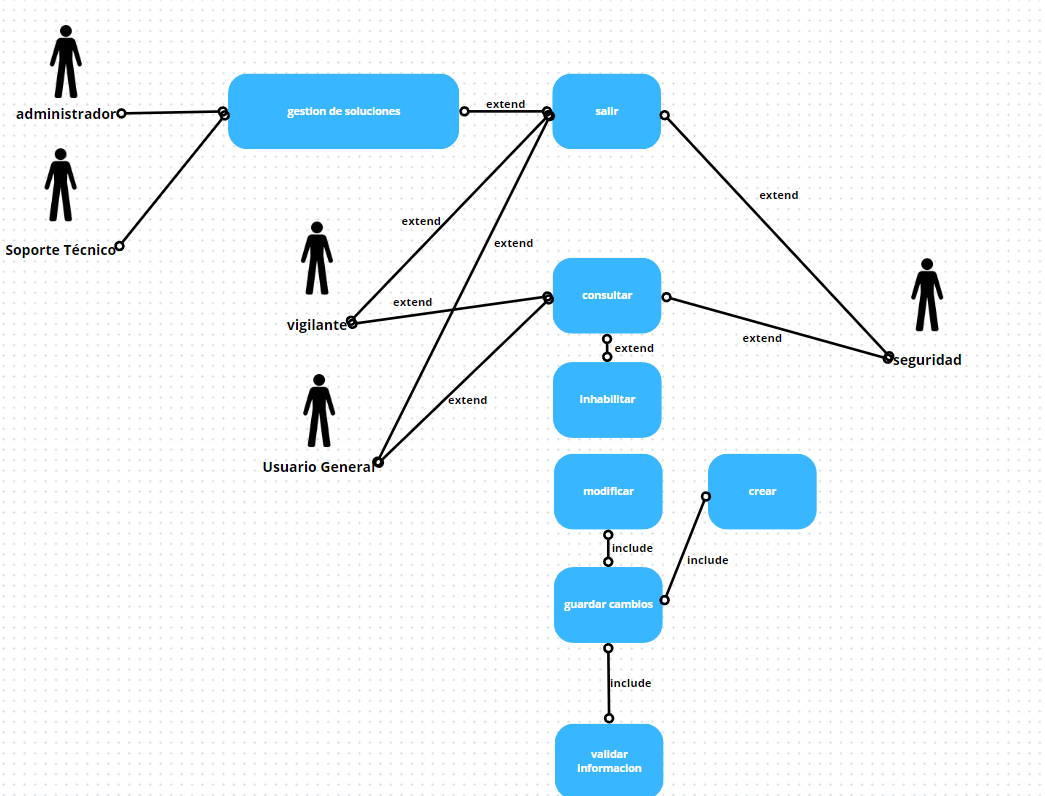 administrador
gestion de soluciones
extend
salir
extend
Soporte Técnico
extend
extend
vigilante
extend
consultar
extend
seguridad
extend
inhabilitar
extend
Usuario General
modificar
crear
include
include
guardar cambios
include
validar
informacion